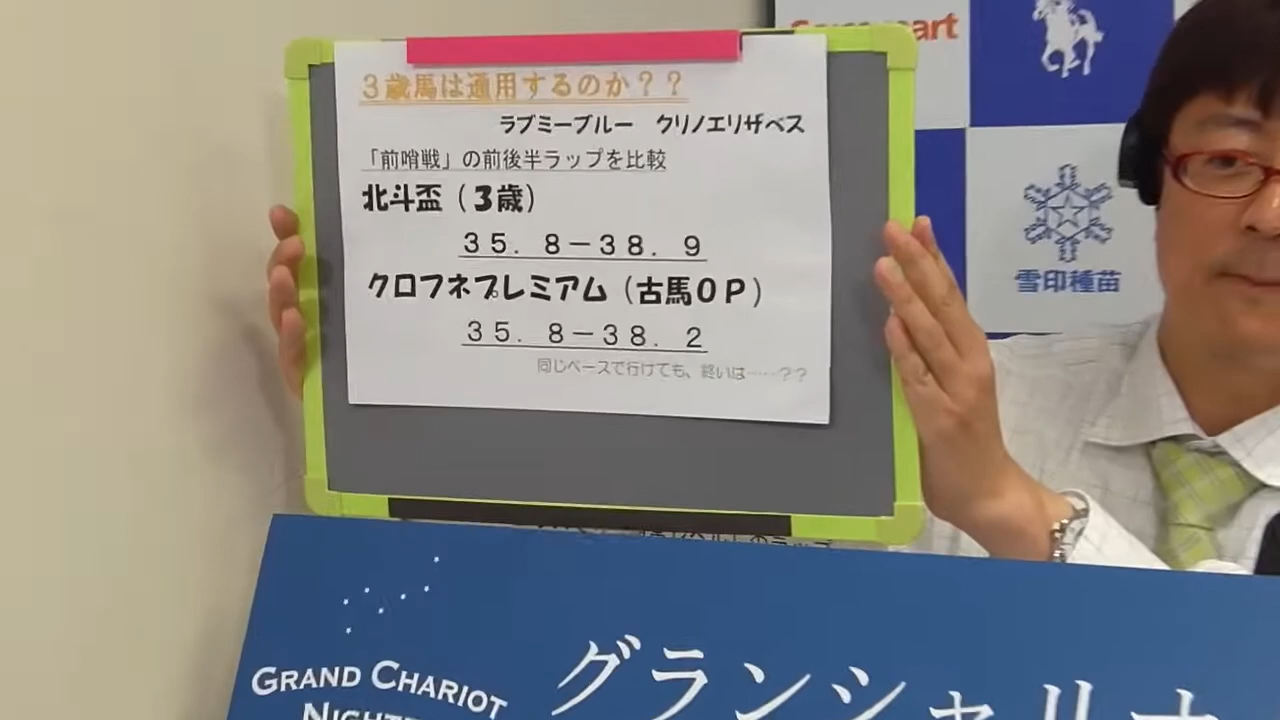 ３歳馬は通用するのか？？
ラブミーブルー　クリノエリザベス
「前哨戦」の前後半ラップを比較
北斗盃（３歳）
３５．８－３８．９
クロフネプレミアム（古馬ＯＰ）
３５．８－３８．２
同じペースで行けても、終いは……？？
雪印種苗
GRAND CHARIOT
グランシャリオ